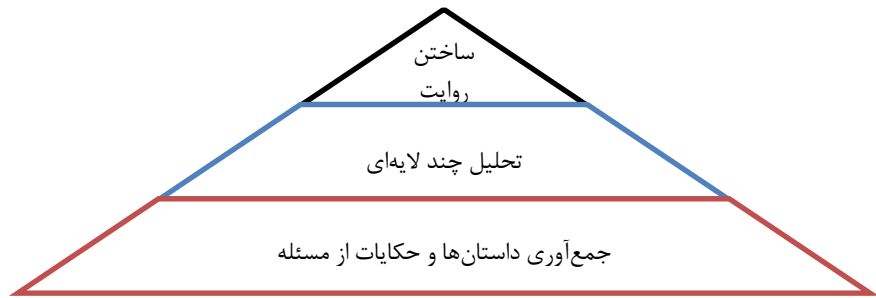 ساختن
روایت
تحلیل چند لایه‌ای
جمع‌آوری داستان‌ها و حکایات از مسئله